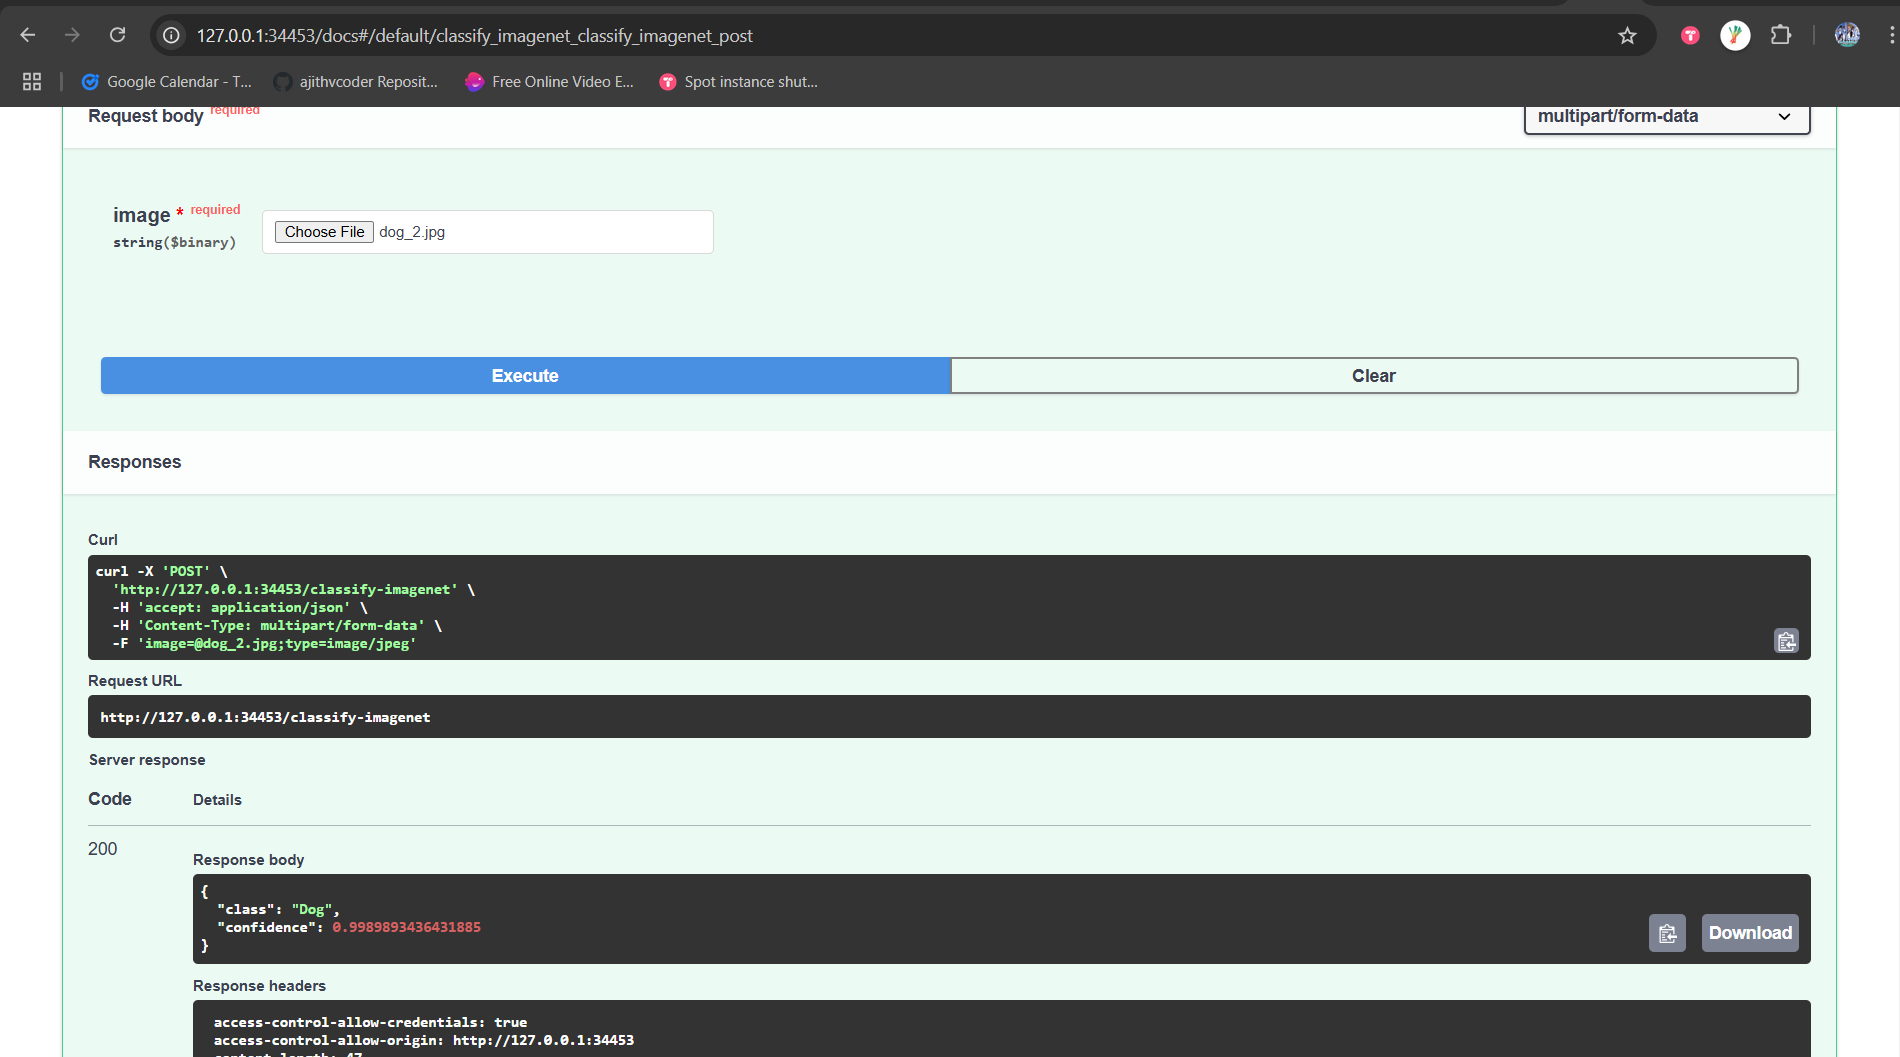 127.0.0.1:34453/docs#/default/classify_imagenet_classify_imagenet_post
Google Calendar - T... ajithvcoder Reposit... Free Online Video E... Spot instance shut...
Request body required multipart/form-data
image * required
string($binary)
Choose File dog_2.jpg
Execute Clear
Responses
Curl
curl -X 'POST' \
'http://127.0.0.1:34453/classify-imagenet' \
-H 'accept: application/json' \
-H 'Content-Type: multipart/form-data' \
-F 'image=@dog_2.jpg;type=image/jpeg'
Request URL
http://127.0.0.1:34453/classify-imagenet
Server response
Code Details
200
Response body
{
"class": "Dog",
"confidence": 0.9989893436431885
}
Download
Response headers
access-control-allow-credentials: true
access-control-allow-origin: http://127.0.0.1:34453
content-length: 47